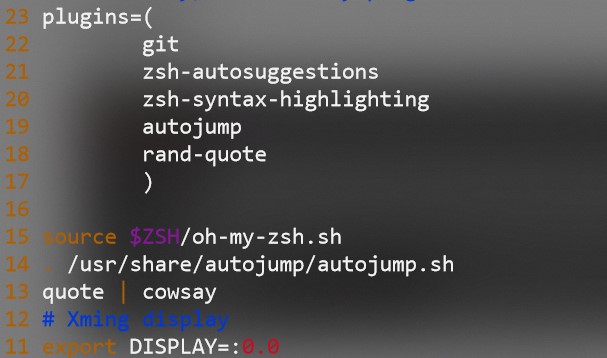 23 plugins=(
22         git
21         zsh-autosuggestions
20         zsh-syntax-highlighting
19         autojump
18         rand-quote
17         )
16
15 source $ZSH/oh-my-zsh.sh
14 . /usr/share/autojump/autojump.sh
13 quote | cowsay
12 # Xming display
11 export DISPLAY=:0.0